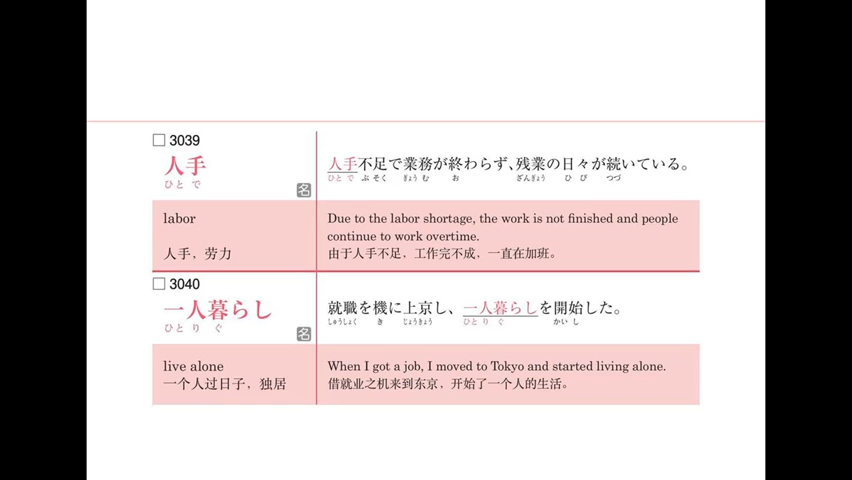 □ 3039
人手
ひとで
名
人手不足で業務が終わらず、残業の日々が続いている。
ひとで ぶそく ぎょうむ お ざんぎょう ひび つづ
labor
人手，劳力
Due to the labor shortage, the work is not finished and people
continue to work overtime.
由于人手不足，工作完不成，一直在加班。
□ 3040
一人暮らし
ひとりぐ
名
就職を機に上京し、一人暮らしを開始した。
しゅうしょく き じょうきょう ひとりぐ かいし
live alone
一个人过日子，独居
When I got a job, I moved to Tokyo and started living alone.
借就业之机来到东京，开始了一个人的生活。